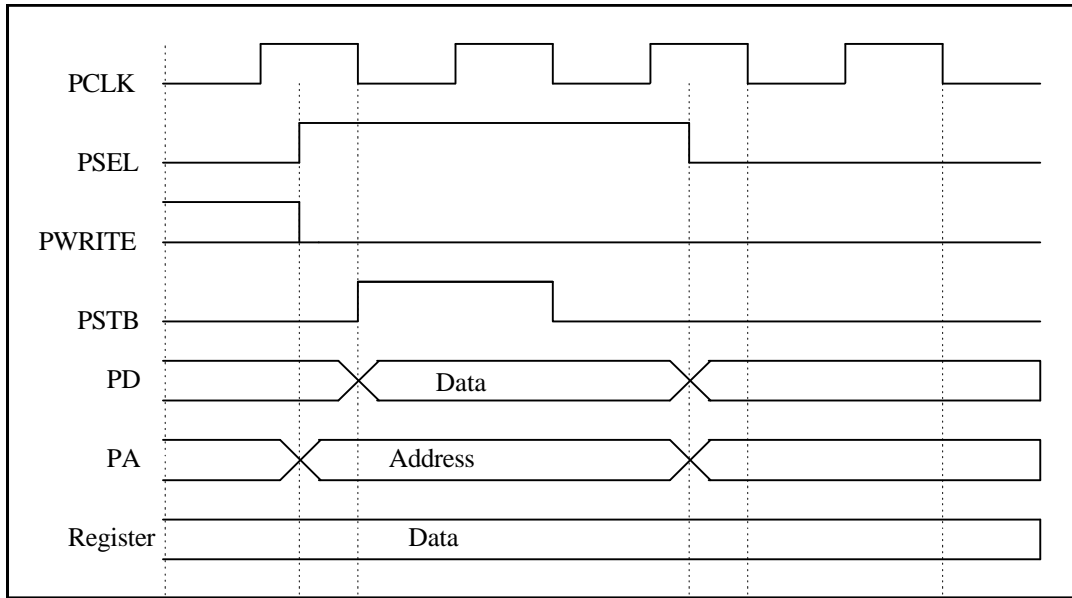 PCLK
PSEL
PWRITE
PSTB
PD Data
PA Address
Register Data